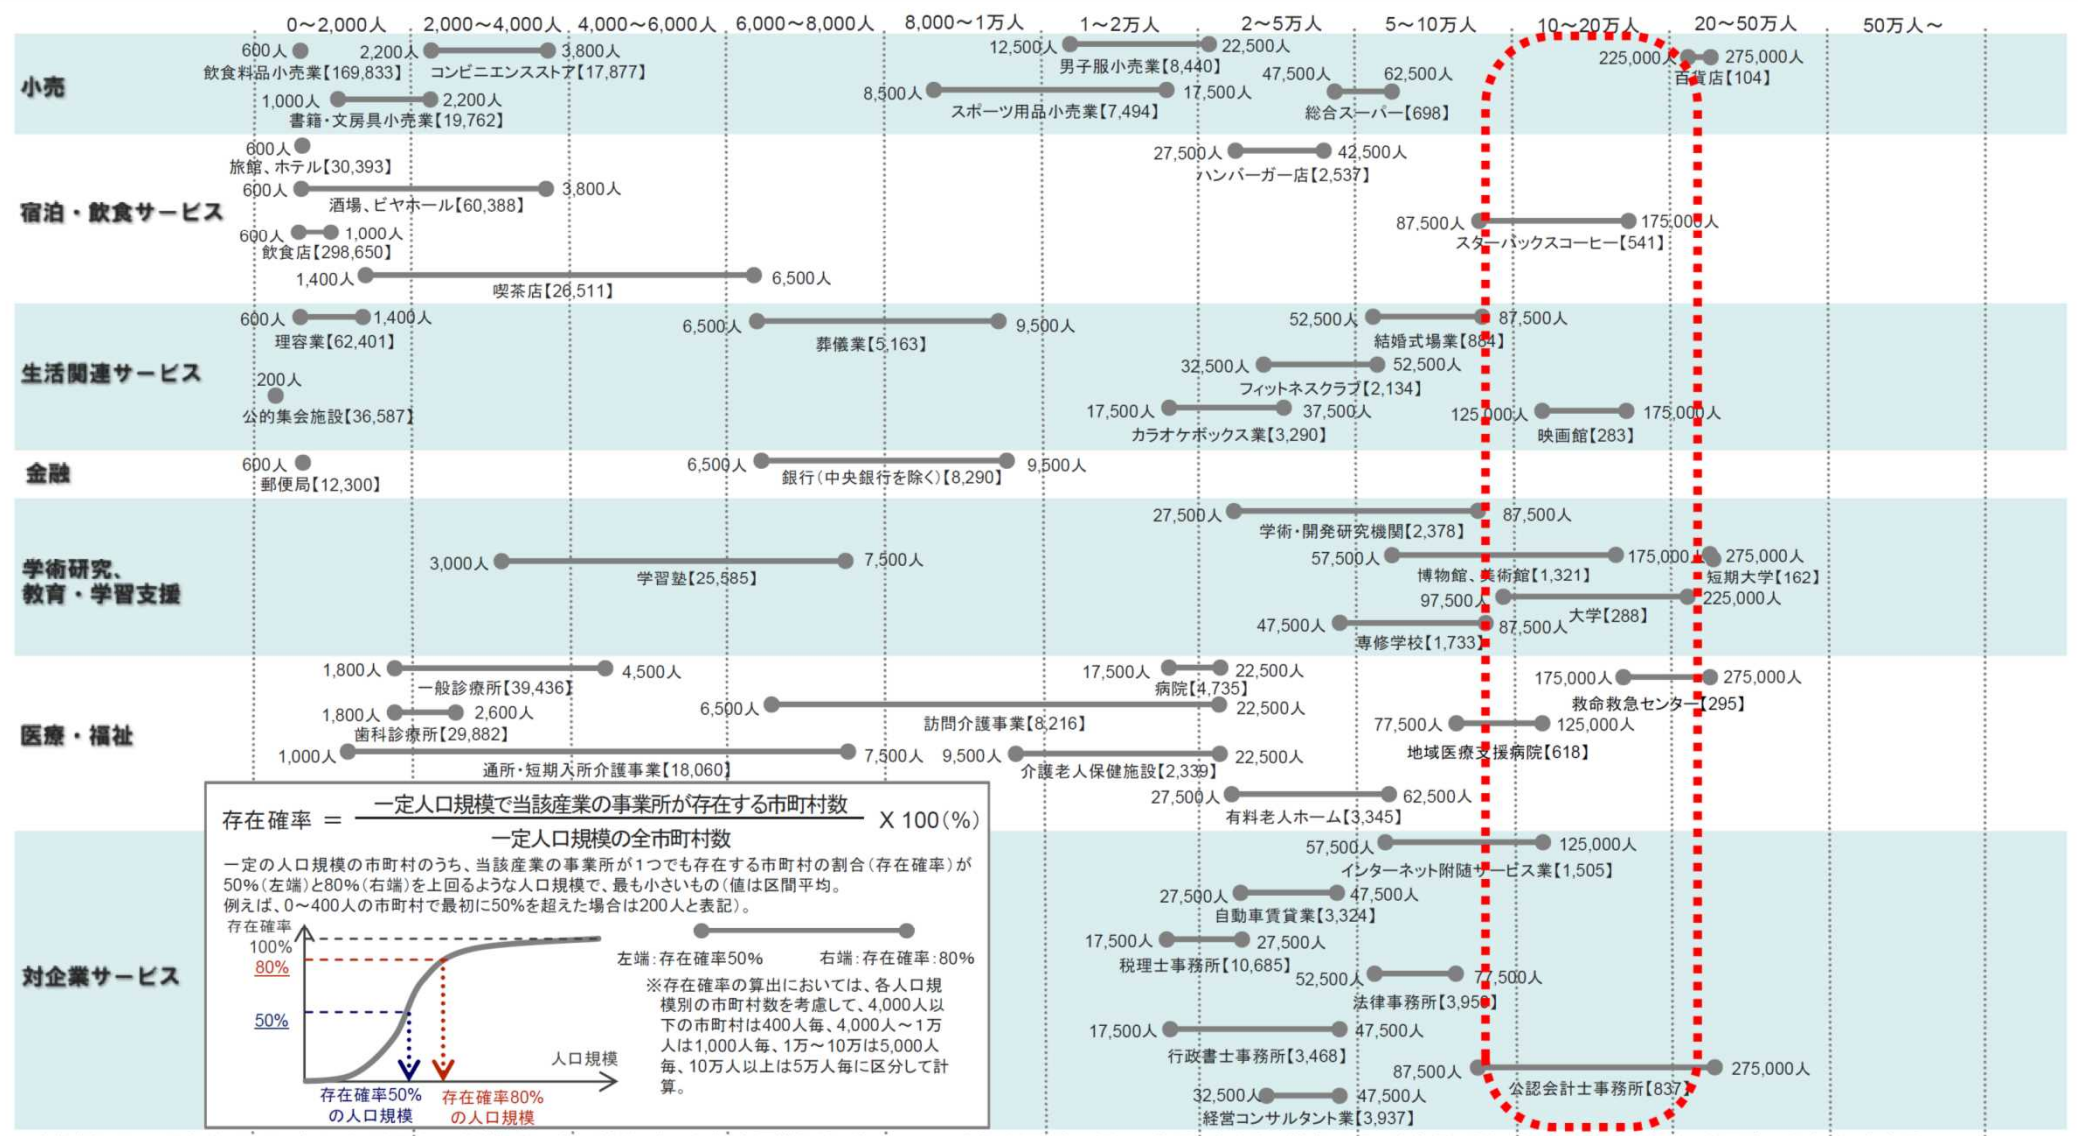 0～2,000人
2,000～4,000人
4,000～6,000人
6,000～8,000人
8,000～1万人
1～2万人
2～5万人
5～10万人
10～20万人
20～50万人
50万人～
小売
600人
飲食料品小売業【169,833】
2,200人
3,800人
コンビニエンスストア【17,877】
1,000人
2,200人
書籍・文房具小売業【19,762】
12,500人
22,500人
男子服小売業【8,440】
8,500人
17,500人
スポーツ用品小売業【7,494】
47,500人
62,500人
総合スーパー【698】
225,000人
275,000人
百貨店【104】
宿泊・飲食サービス
600人
旅館、ホテル【30,393】
600人
3,800人
酒場、ビヤホール【60,388】
600人
1,000人
飲食店【298,650】
1,400人
6,500人
喫茶店【26,511】
27,500人
42,500人
ハンバーガー店【2,537】
87,500人
175,000人
スターバックスコーヒー【541】
生活関連サービス
600人
1,400人
理容業【62,401】
200人
公的集会施設【36,587】
6,500人
9,500人
葬儀業【5,163】
52,500人
87,500人
結婚式場業【884】
32,500人
52,500人
フィットネスクラブ【2,134】
17,500人
37,500人
カラオケボックス業【3,290】
125,000人
175,000人
映画館【283】
金融
600人
郵便局【12,300】
6,500人
9,500人
銀行（中央銀行を除く）【8,290】
学術研究、
教育・学習支援
3,000人
7,500人
学習塾【25,585】
27,500人
87,500人
学術・開発研究機関【2,378】
57,500人
175,000人
博物館、美術館【1,321】
275,000人
短期大学【162】
97,500人
225,000人
大学【288】
47,500人
87,500人
専修学校【1,733】
医療・福祉
1,800人
4,500人
一般診療所【39,436】
1,800人
2,600人
歯科診療所【29,882】
1,000人
7,500人
通所・短期入所介護事業【18,060】
17,500人
22,500人
病院【4,735】
6,500人
22,500人
訪問介護事業【8,216】
9,500人
22,500人
介護老人保健施設【2,339】
27,500人
62,500人
有料老人ホーム【3,345】
175,000人
275,000人
救命救急センター【295】
77,500人
125,000人
地域医療支援病院【618】
対企業サービス
57,500人
125,000人
インターネット附随サービス業【1,505】
27,500人
47,500人
自動車賃貸業【3,324】
17,500人
27,500人
税理士事務所【10,685】
52,500人
77,500人
法律事務所
17,500人
47,500人
行政書士事務所【3,468】
87,500人
275,000人
公認会計士事務所【837】
32,500人
47,500人
経営コンサルタント業【3,937】
存在確率 ＝ 一定人口規模で当該産業の事業所が存在する市町村数
一定人口規模の全市町村数
X 100（%）
一定の人口規模の市町村のうち、当該産業の事業所が１つでも存在する市町村の割合（存在確率）が
50%（左端）と80%（右端）を上回るような人口規模で、最も小さいもの（値は区間平均。
例えば、0～400人の市町村で最初に50%を超えた場合は200人と表記）。
存在確率
100%
80%
50%
人口規模
存在確率50%
の人口規模
存在確率80%
の人口規模
左端：存在確率50%
右端：存在確率：80%
※存在確率の算出においては、各人口規
模別の市町村数を考慮して、4,000人以
下の市町村は400人毎、4,000人～１万
人は1,000人毎、１万～10万は5,000人
毎、10万人以上は5万人毎に区分して計
算。